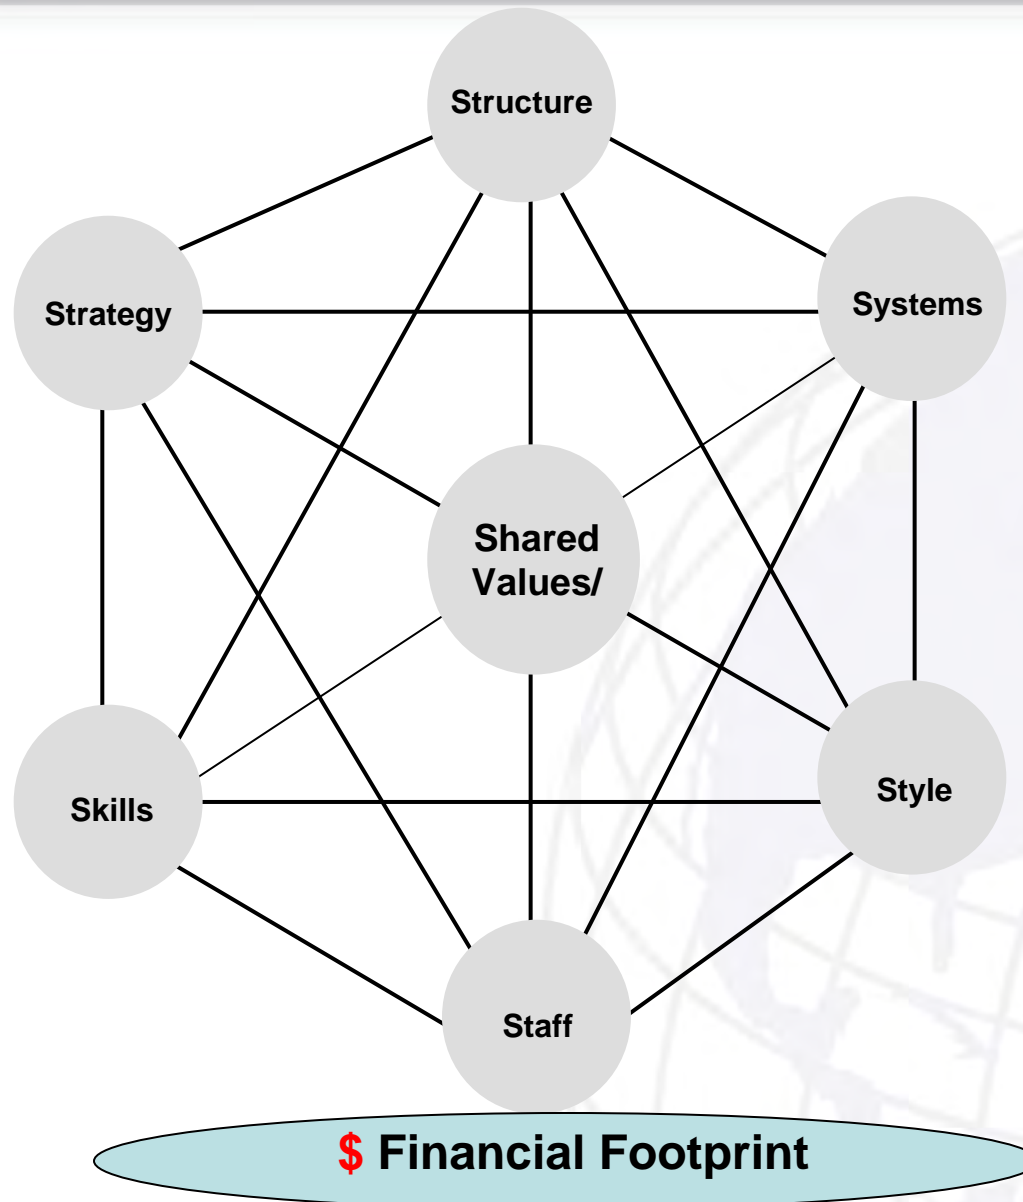 Structure
Strategy
Systems
Shared
Values/
Skills
Style
Staff
$ Financial Footprint